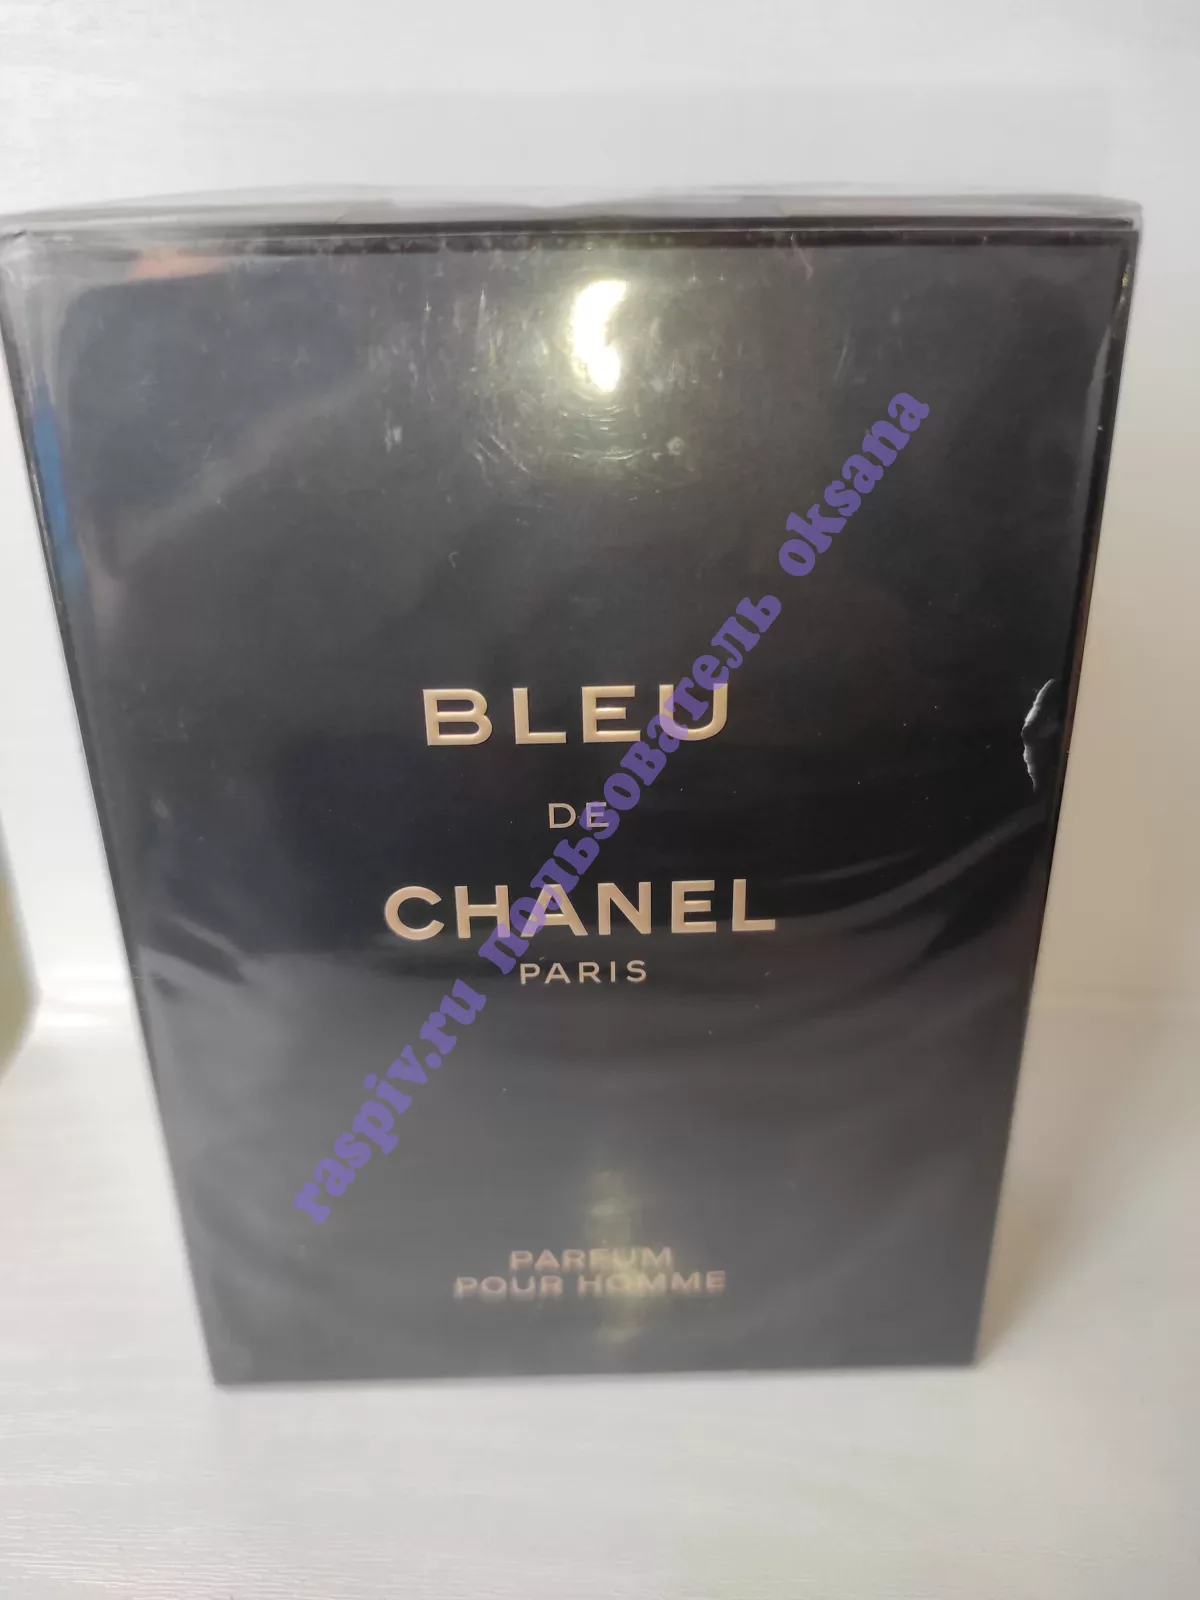 BLEU
DE
CHANEL
PARIS
PARFUM
POUR HOMME
raspiv.ru пользователь oksana